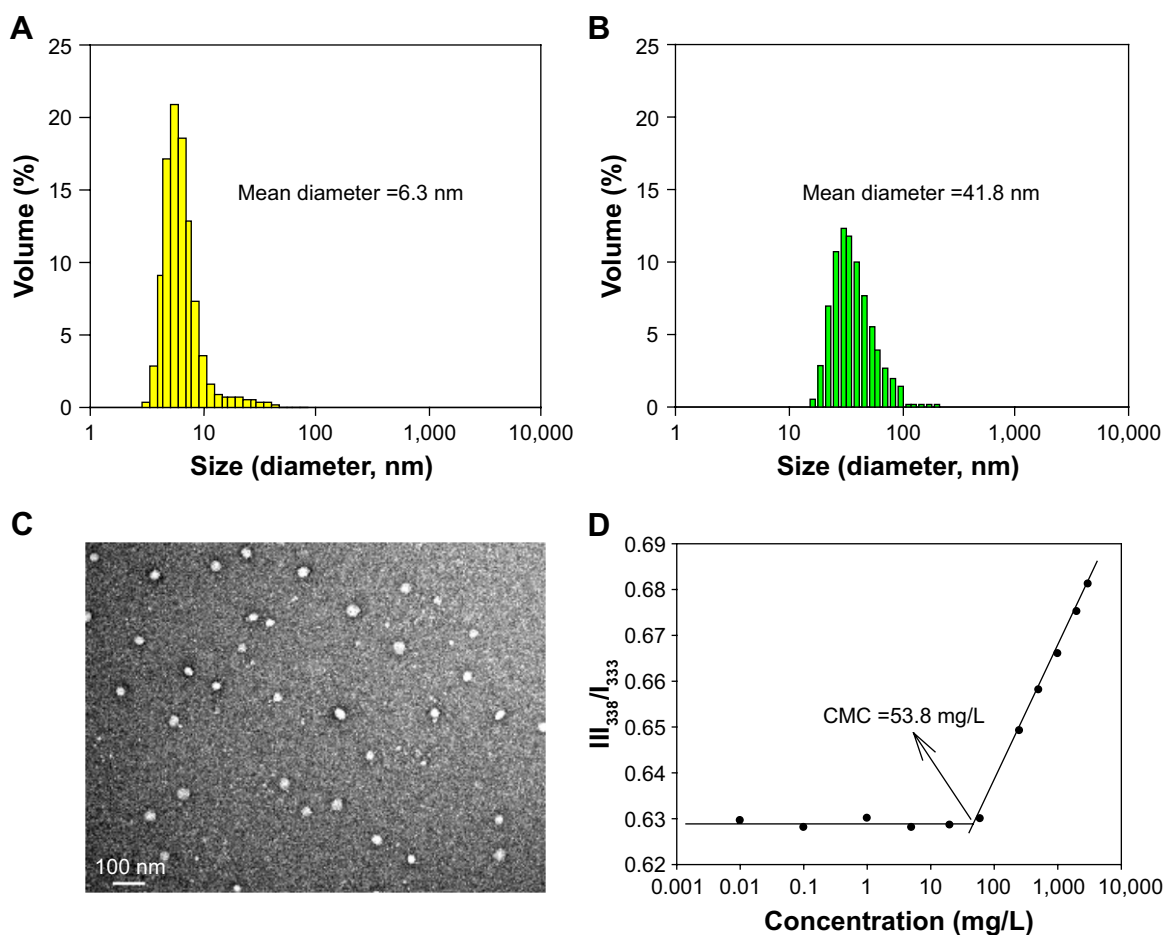 A
25
20
15
10
5
0
Volume (%)
Mean diameter =6.3 nm
1 10 100 1,000 10,000
Size (diameter, nm)
B
25
20
15
10
5
0
Volume (%)
Mean diameter =41.8 nm
1 10 100 1,000 10,000
Size (diameter, nm)
C
100 nm
D
0.69
0.68
0.67
0.66
0.65
0.64
0.63
0.62
III338/I333
CMC =53.8 mg/L
0.001 0.01 0.1 1 10 100 1,000 10,000
Concentration (mg/L)